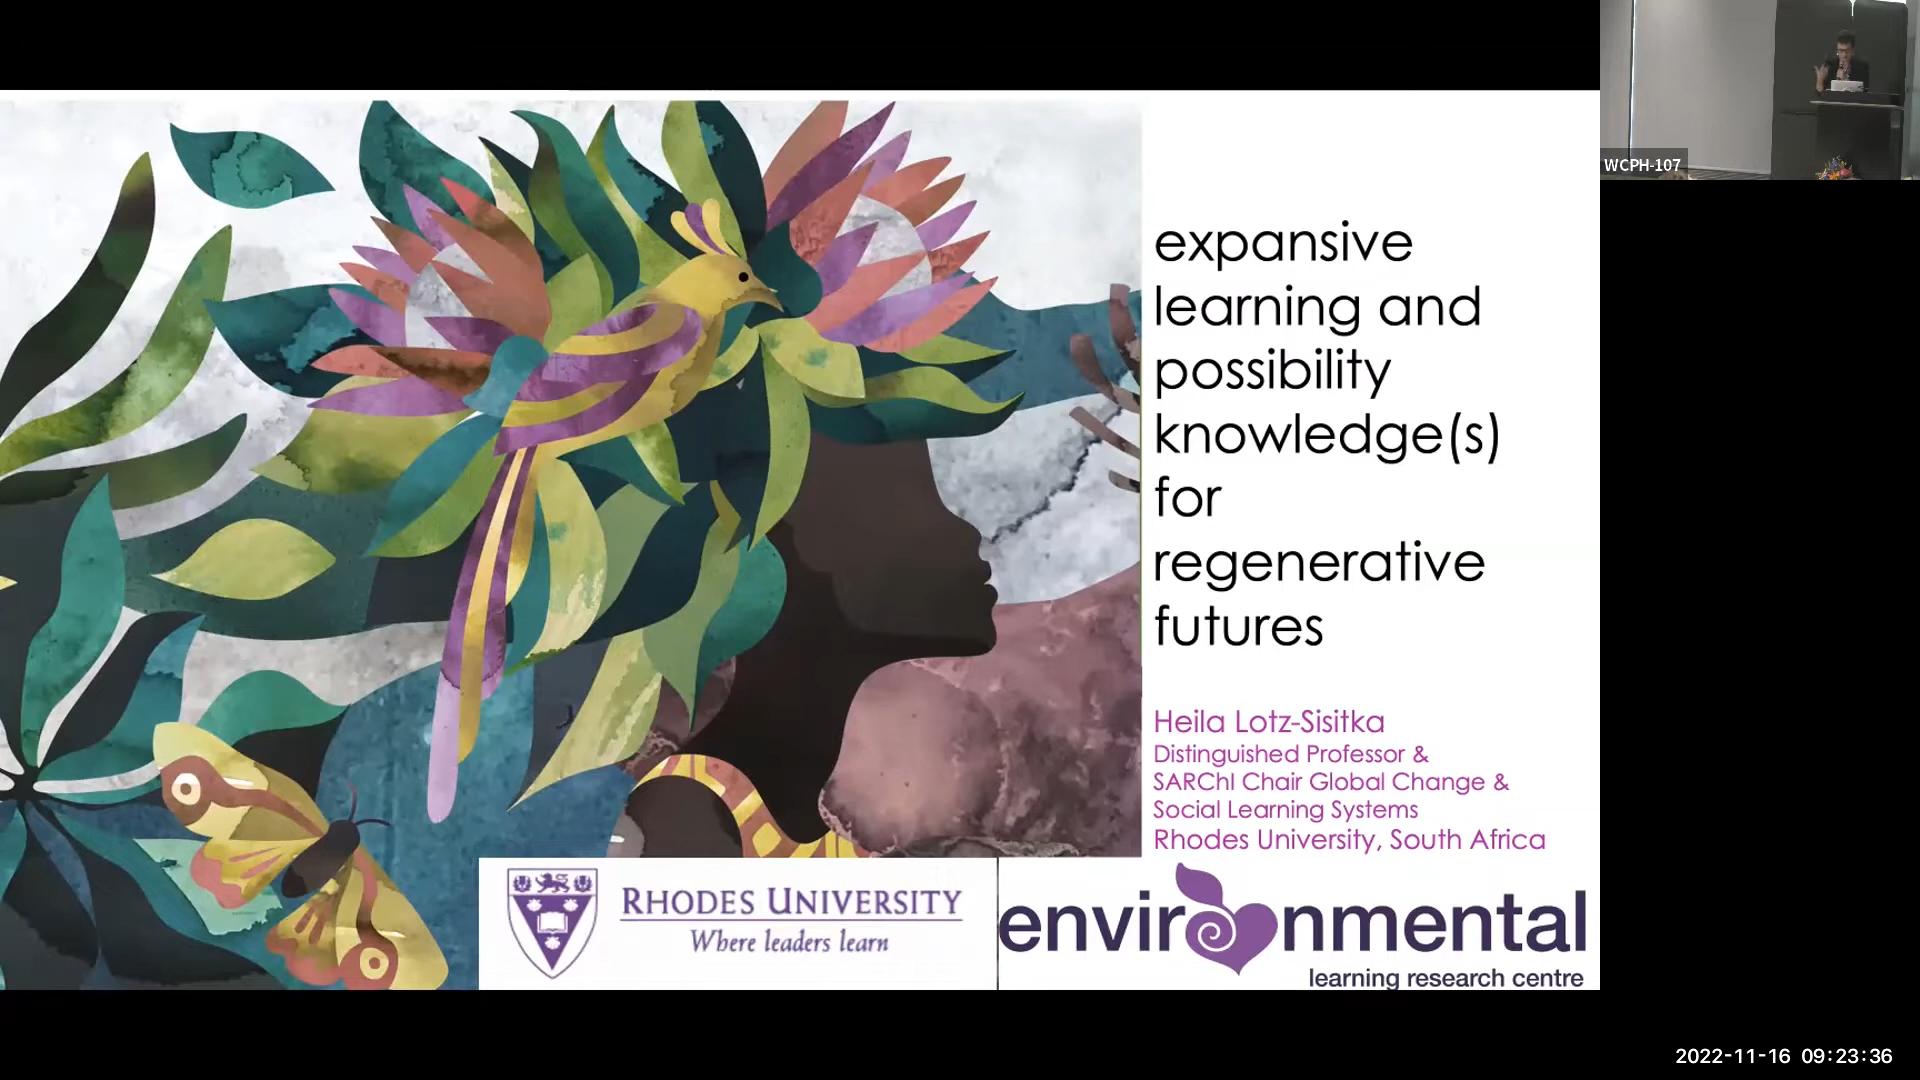 WCPH-107
expansive
learning and
possibility
knowledge(s)
for
regenerative
futures
Heila Lotz-Sisitka
Distinguished Professor &
SARChI Chair Global Change &
Social Learning Systems
Rhodes University, South Africa
RHODES UNIVERSITY
Where leaders learn
environmental
learning research centre
2022-11-16 09:23:36